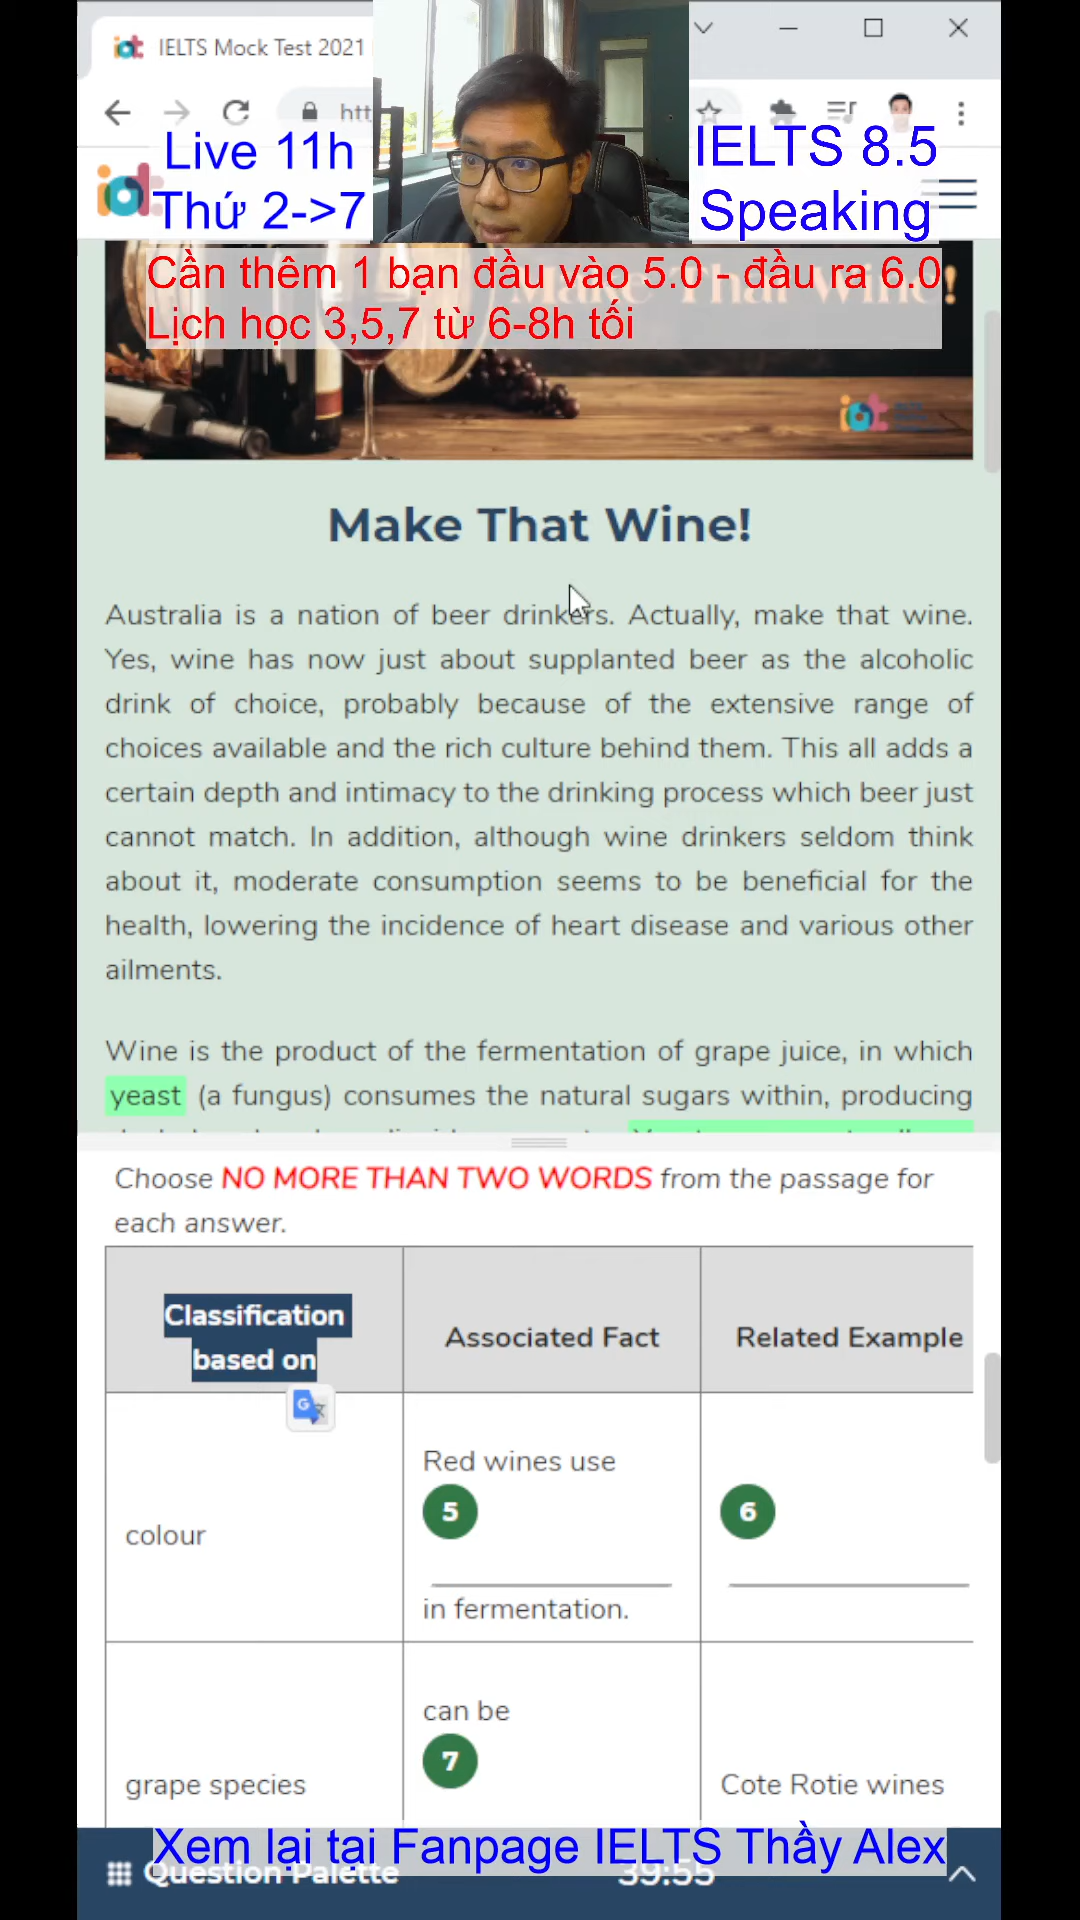 IELTS Mock Test 2021
Live 11h
Thứ 2->7
IELTS 8.5
Speaking
iot
Cần thêm 1 bạn đầu vào 5.0 - đầu ra 6.0
Lịch học 3,5,7 từ 6-8h tối
Make That Wine!
Make That Wine!
Australia is a nation of beer drinkers. Actually, make that wine.
Yes, wine has now just about supplanted beer as the alcoholic
drink of choice, probably because of the extensive range of
choices available and the rich culture behind them. This all adds a
certain depth and intimacy to the drinking process which beer just
cannot match. In addition, although wine drinkers seldom think
about it, moderate consumption seems to be beneficial for the
health, lowering the incidence of heart disease and various other
ailments.
Wine is the product of the fermentation of grape juice, in which
yeast (a fungus) consumes the natural sugars within, producing
Choose NO MORE THAN TWO WORDS from the passage for
each answer.
Classification
based on
Associated Fact
Related Example
colour
Red wines use
5
in fermentation.
6
grape species
can be
7
Cote Rotie wines
Xem lại tại Fanpage IELTS Thầy Alex
Question Palette
39:55